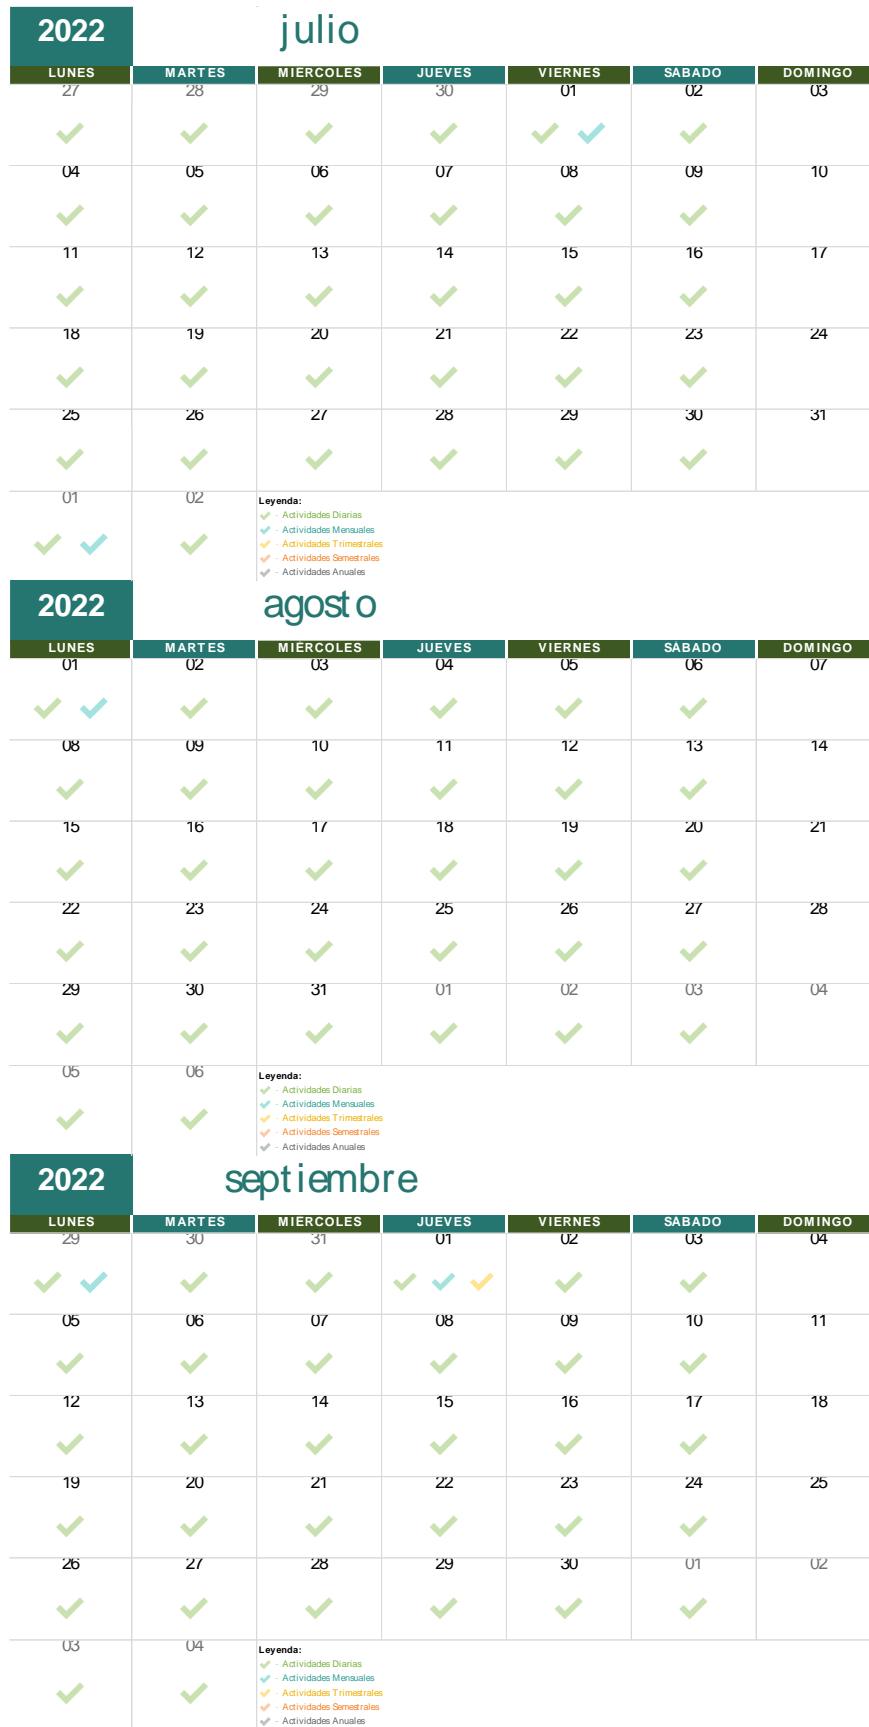 2022 julio
LUNES MARTES MIÉRCOLES JUEVES VIERNES SÁBADO DOMINGO
27 28 29 30 01 02 03
04 05 06 07 08 09 10
11 12 13 14 15 16 17
18 19 20 21 22 23 24
25 26 27 28 29 30 31
01 02
Leyenda:
- Actividades Diarias
- Actividades Mensuales
- Actividades Trimestrales
- Actividades Semestrales
- Actividades Anuales
2022 agosto
LUNES MARTES MIÉRCOLES JUEVES VIERNES SÁBADO DOMINGO
01 02 03 04 05 06 07
08 09 10 11 12 13 14
15 16 17 18 19 20 21
22 23 24 25 26 27 28
29 30 31 01 02 03 04
05 06
Leyenda:
- Actividades Diarias
- Actividades Mensuales
- Actividades Trimestrales
- Actividades Semestrales
- Actividades Anuales
2022 septiembre
LUNES MARTES MIÉRCOLES JUEVES VIERNES SÁBADO DOMINGO
29 30 31 01 02 03 04
05 06 07 08 09 10 11
12 13 14 15 16 17 18
19 20 21 22 23 24 25
26 27 28 29 30 01 02
03 04
Leyenda:
- Actividades Diarias
- Actividades Mensuales
- Actividades Trimestrales
- Actividades Semestrales
- Actividades Anuales